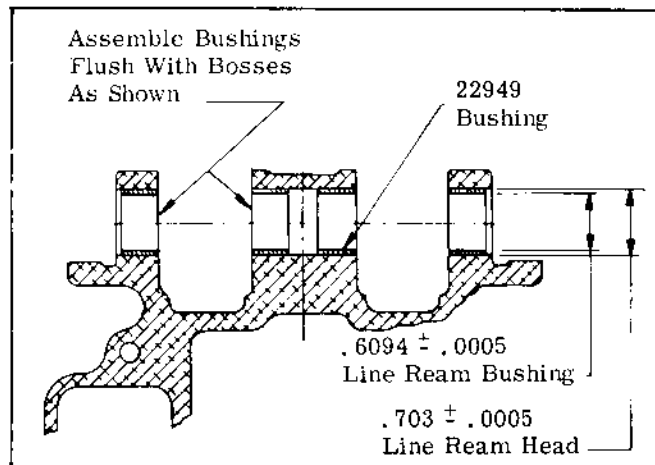 Assemble Bushings
Flush With Bosses
As Shown
22949
Bushing
.6094 ± .0005
Line Ream Bushing
.703 ± .0005
Line Ream Head